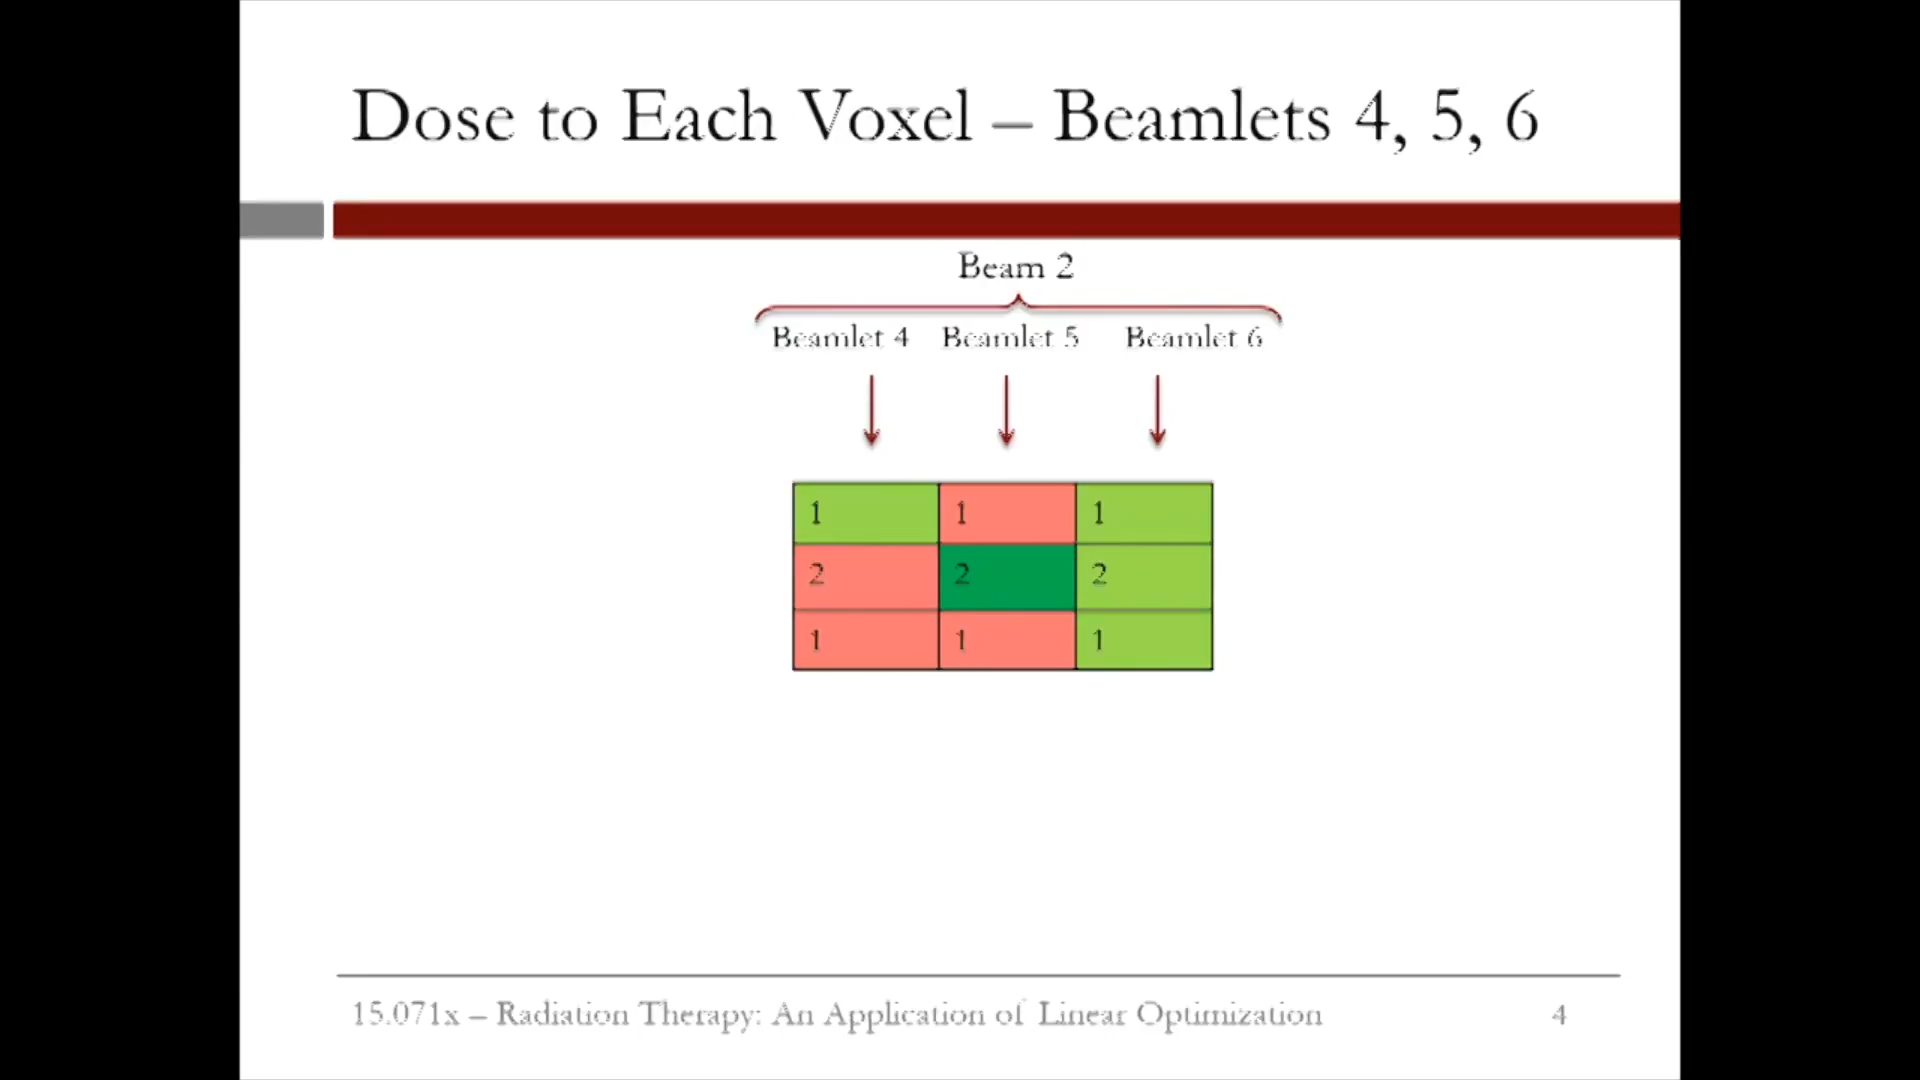 Dose to Each Voxel – Beamlets 4, 5, 6
Beam 2
Beamlet 4 Beamlet 5 Beamlet 6
1 1 1
2 2 2
1 1 1
15.071x – Radiation Therapy: An Application of Linear Optimization 4